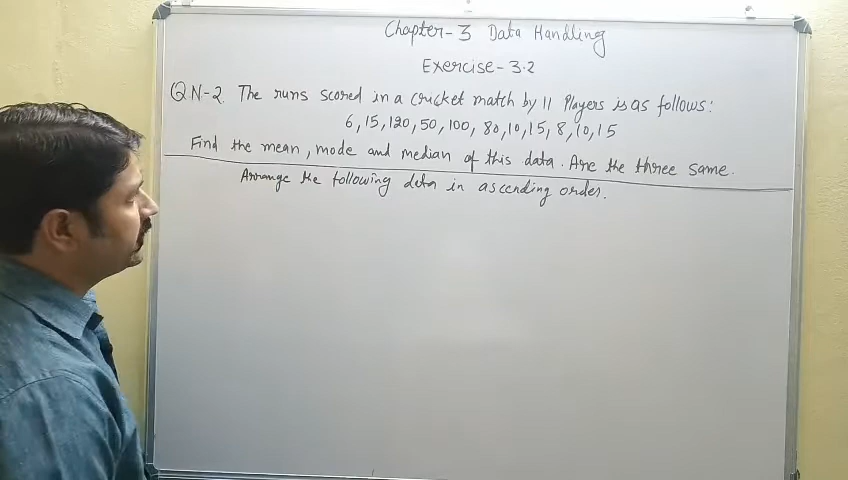 Chapter-3 Data Handling
Exercise-3.2
Q N-2. The runs scored in a cricket match by 11 Players is as follows:
6, 15, 120, 50, 100, 80, 10, 15, 8, 10, 15
Find the mean, mode and median of this data. Are the three same.
Arrange the following data in ascending order.